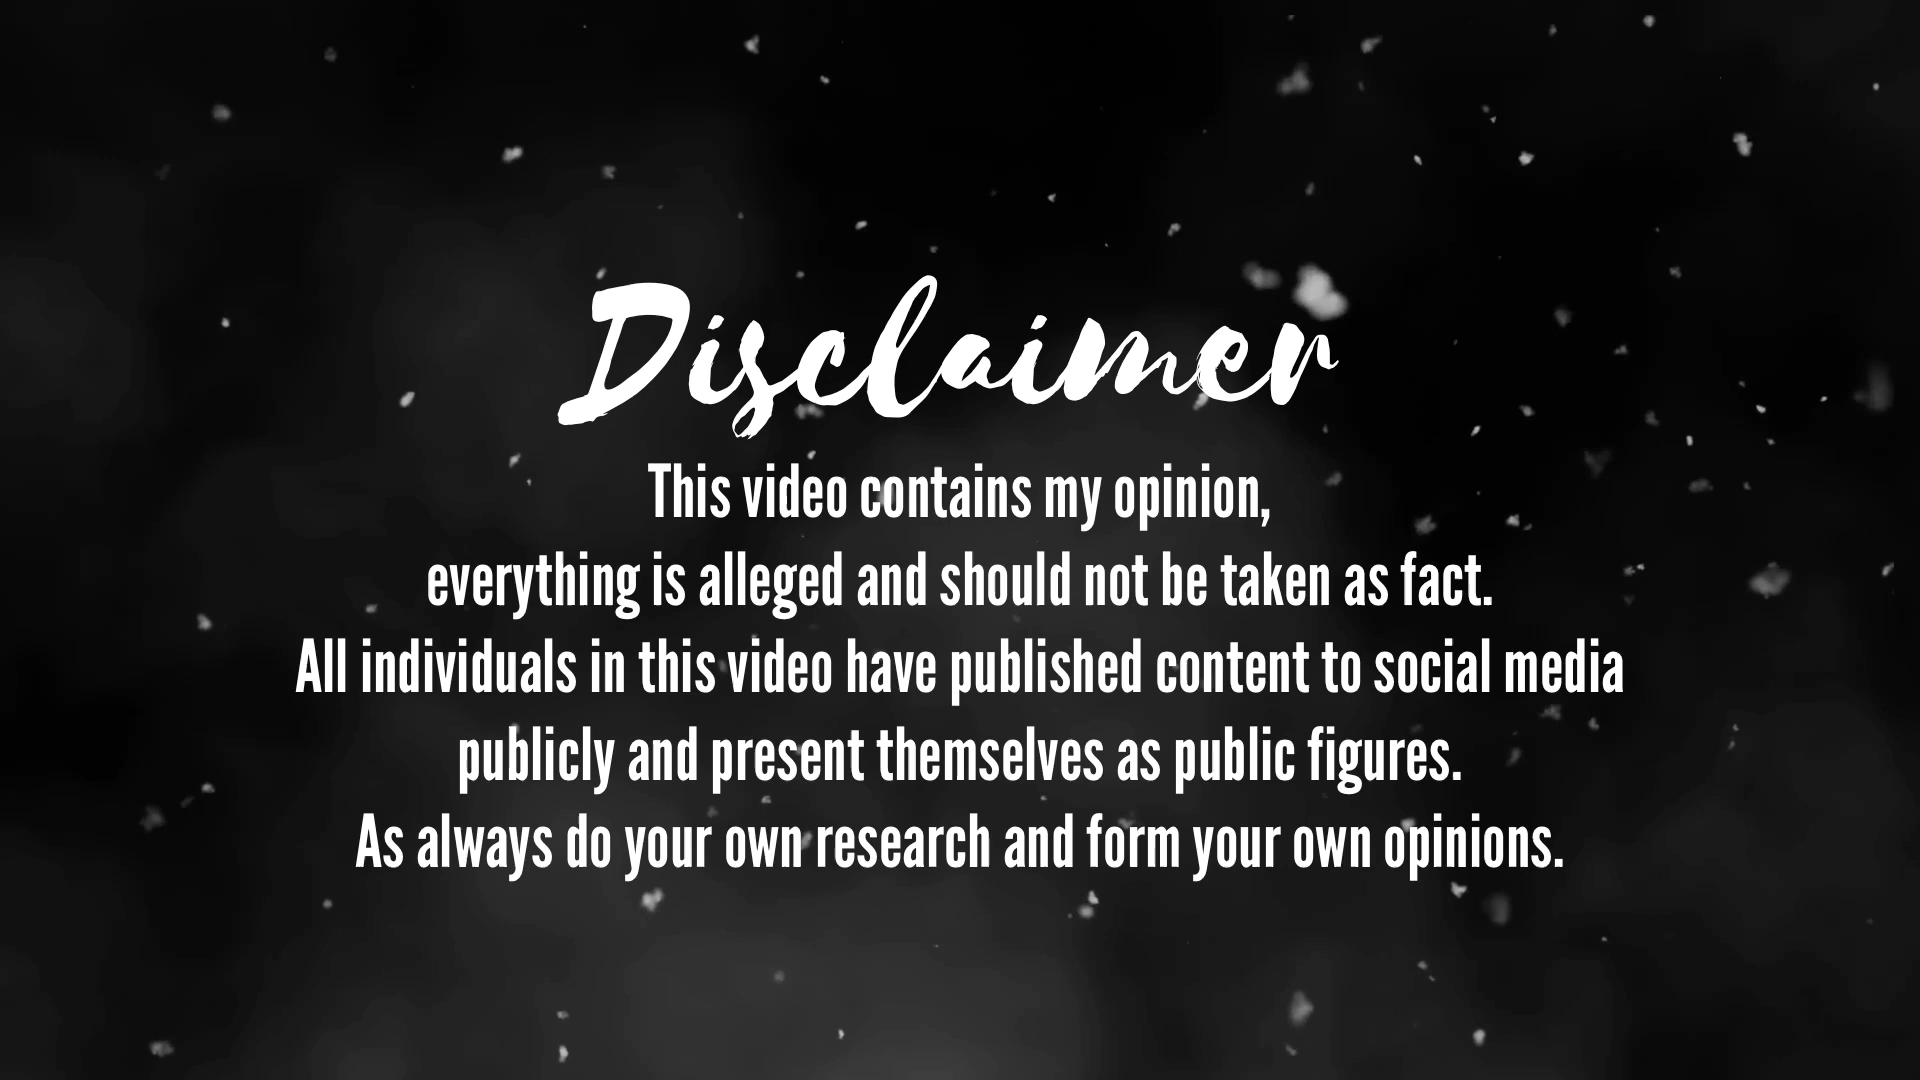 Disclaimer
This video contains my opinion,
everything is alleged and should not be taken as fact.
All individuals in this video have published content to social media
publicly and present themselves as public figures.
As always do your own research and form your own opinions.